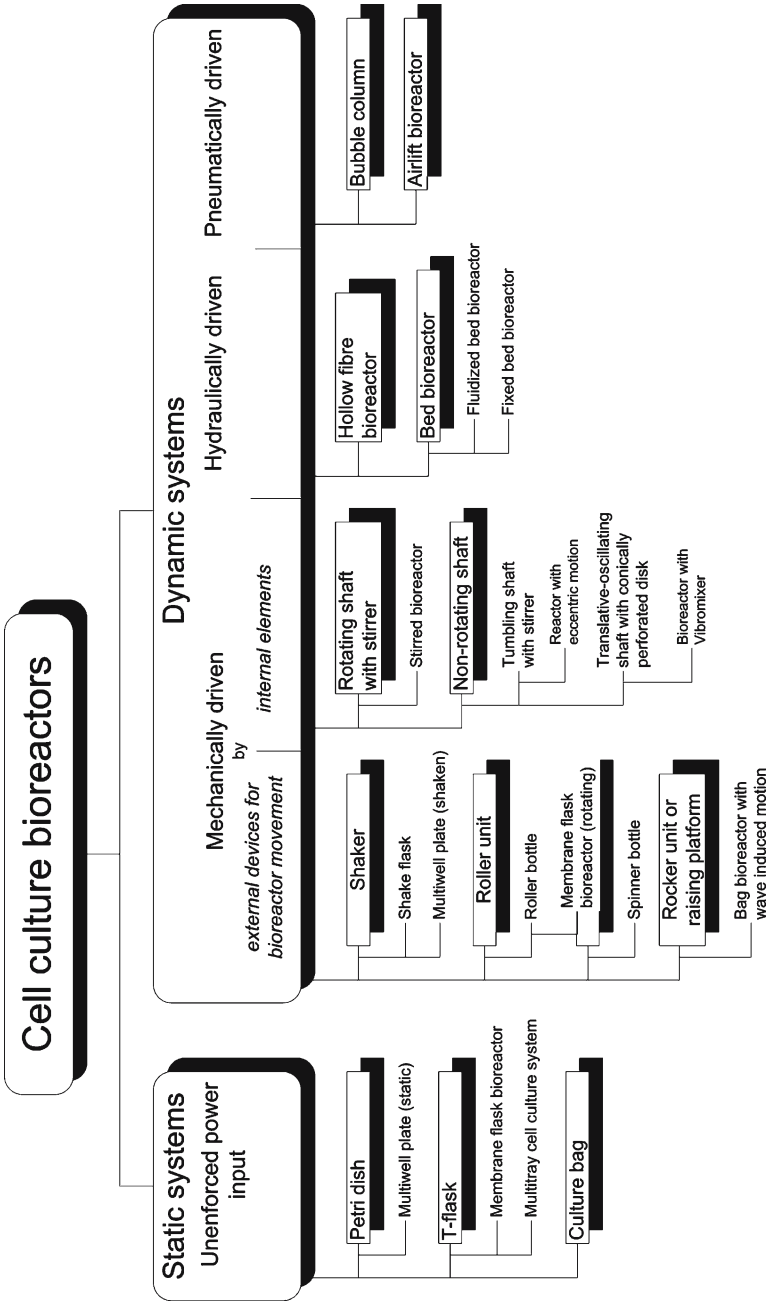 Cell culture bioreactors
Static systems
Unenforced power
input
Petri dish
Multiwell plate (static)
T-flask
Membrane flask bioreactor
Multitray cell culture system
Culture bag
Dynamic systems
Mechanically driven
by
external devices for
bioreactor movement
Shaker
Shake flask
Multiwell plate (shaken)
Roller unit
Roller bottle
Membrane flask
bioreactor (rotating)
Spinner bottle
Rocker unit or
raising platform
Bag bioreactor with
wave induced motion
internal elements
Rotating shaft
with stirrer
Stirred bioreactor
Non-rotating shaft
Tumbling shaft
with stirrer
Reactor with
eccentric motion
Translative-oscillating
shaft with conically
perforated disk
Bioreactor with
Vibromixer
Hydraulically driven
Hollow fibre
bioreactor
Bed bioreactor
Fluidized bed bioreactor
Fixed bed bioreactor
Pneumatically driven
Bubble column
Airlift bioreactor